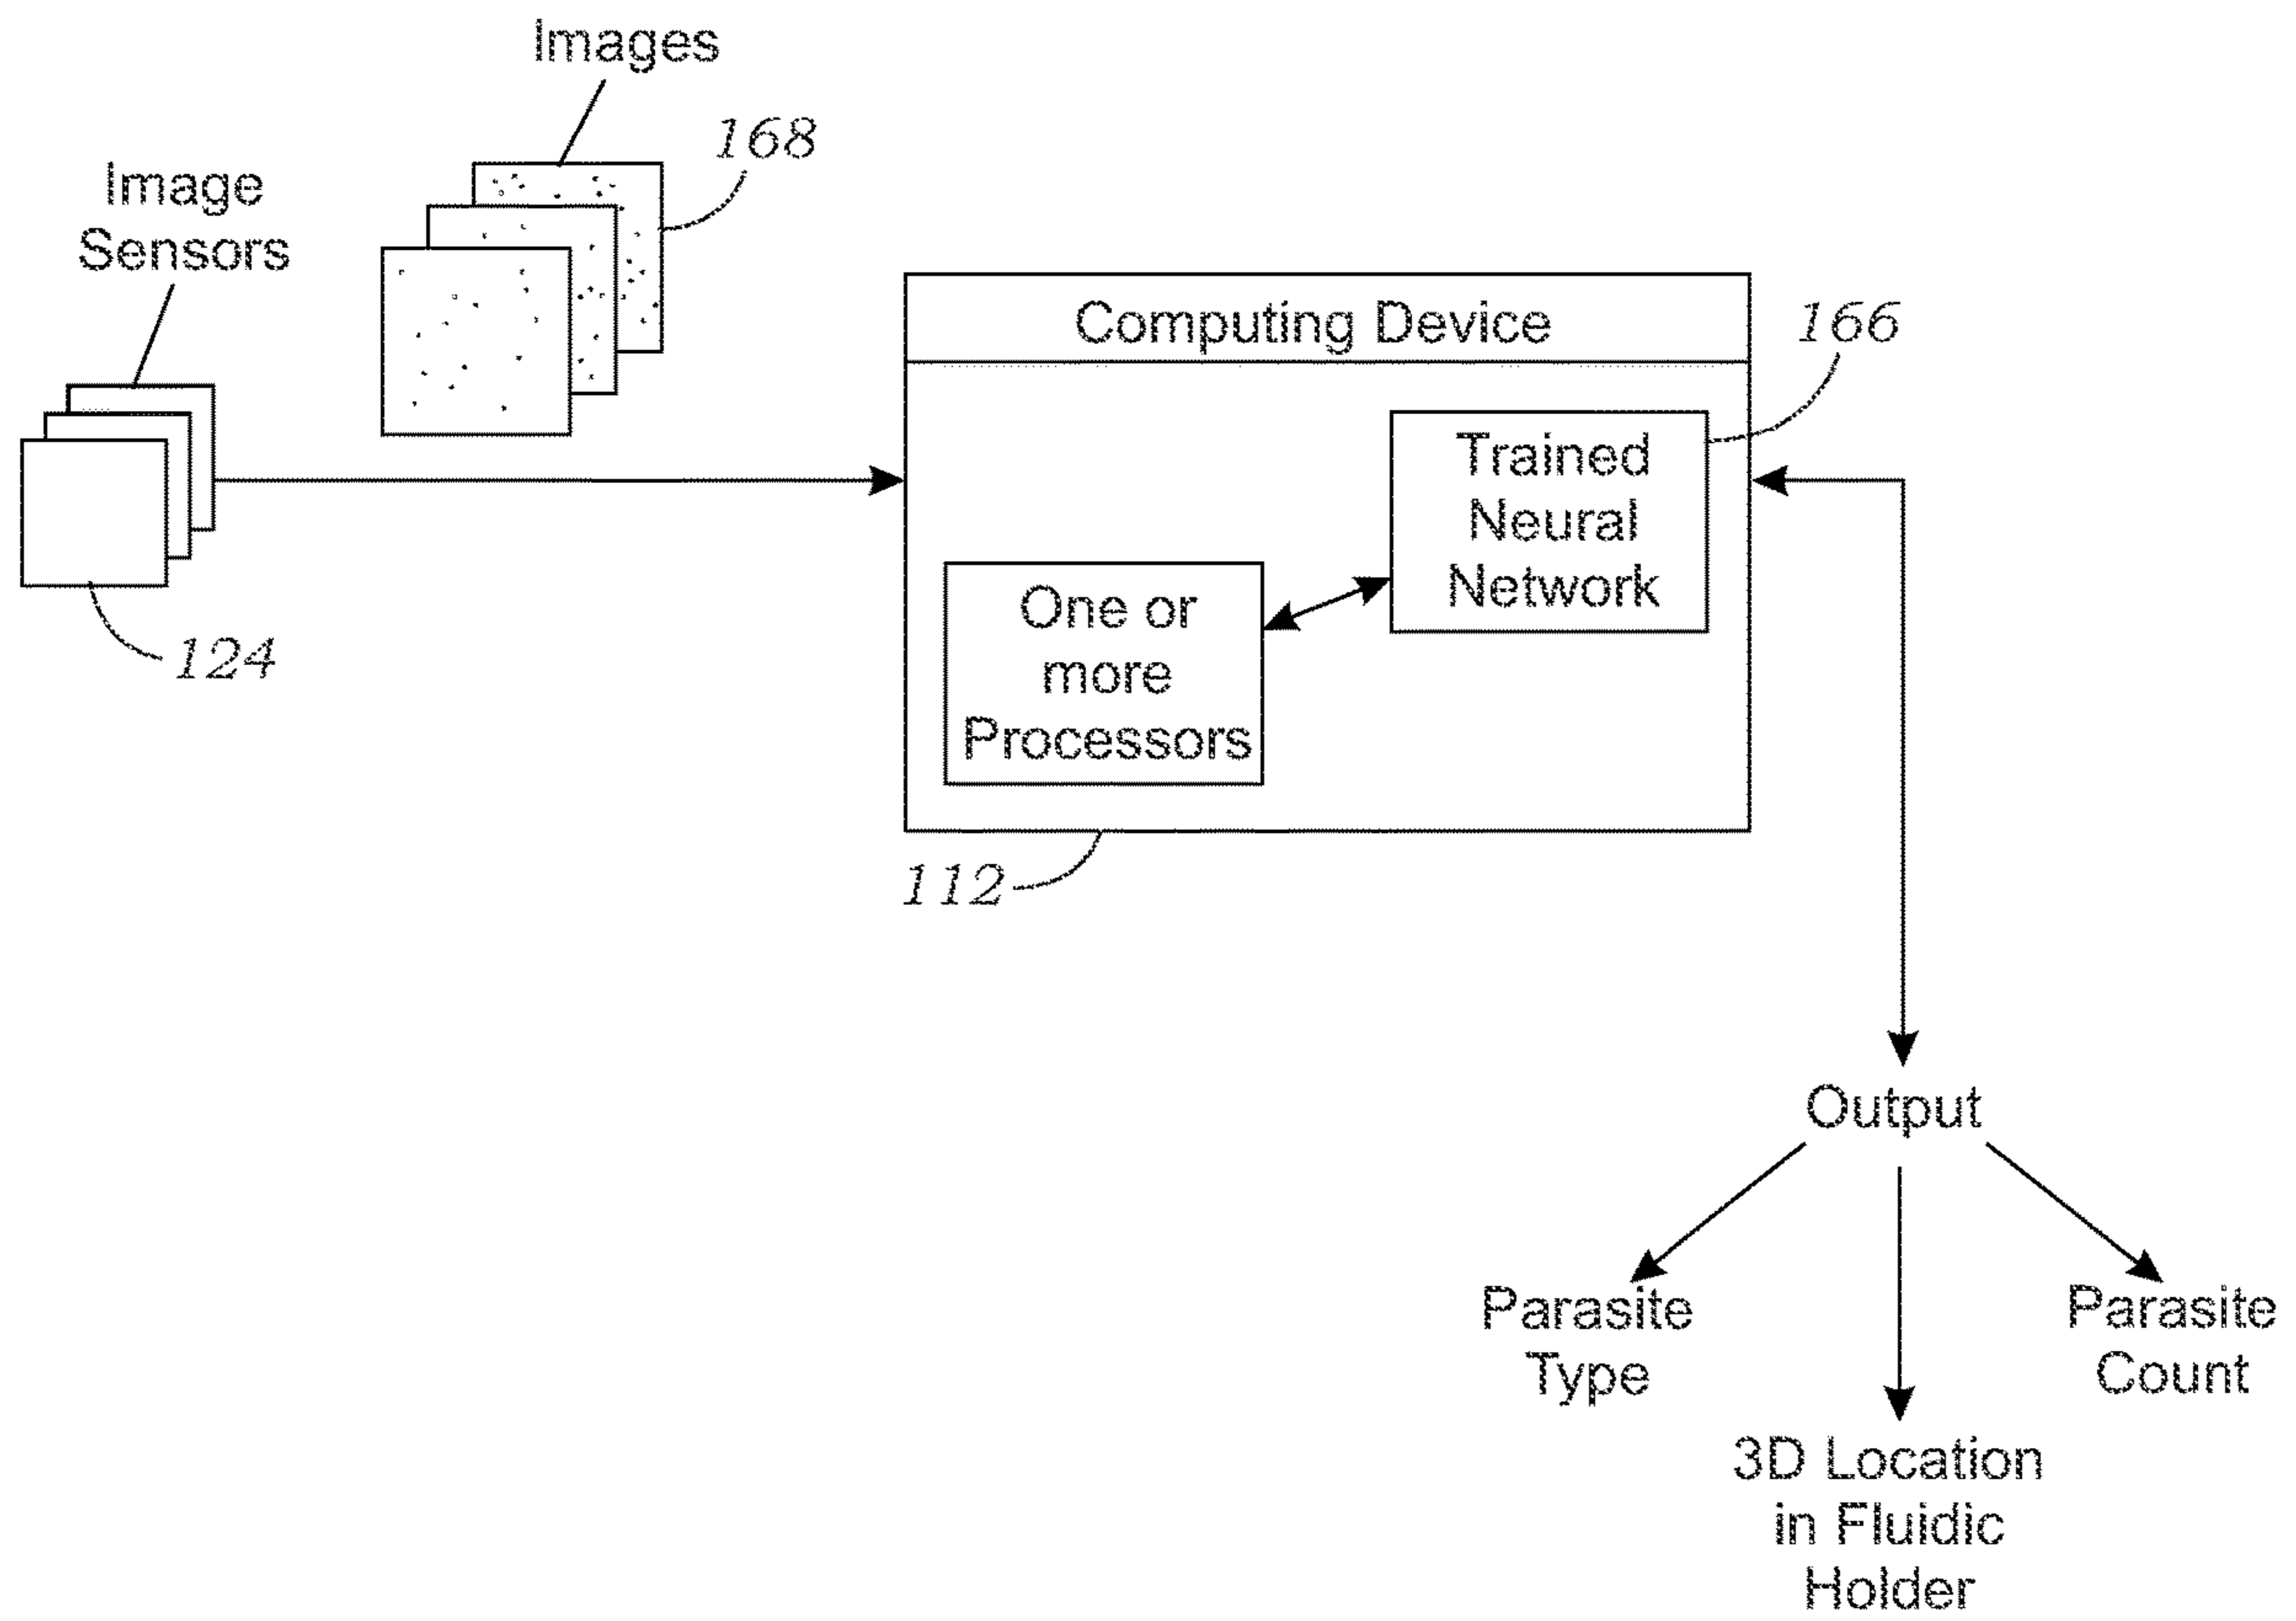 Images
168
Image
Sensors
124
Computing Device
166
Trained
Neural
Network
One or
more
Processors
112
Output
Parasite
Type
Parasite
Count
3D Location
in Fluidic
Holder